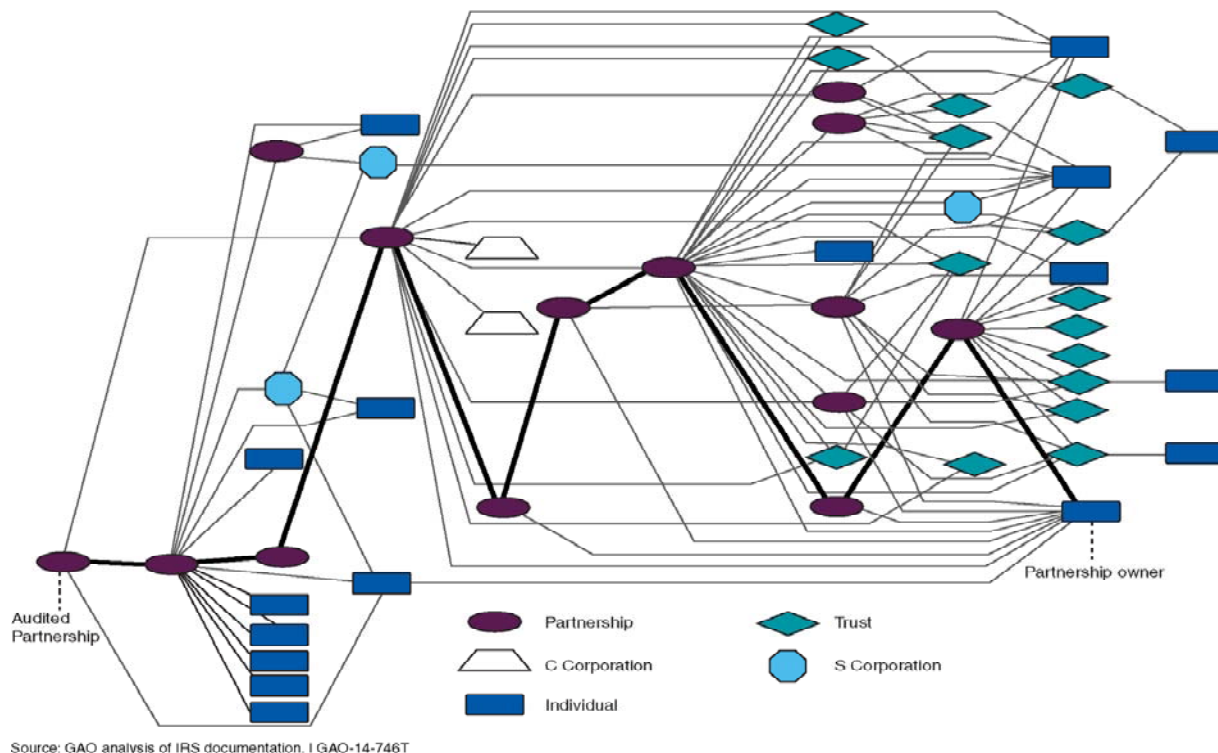 Audited
Partnership
Partnership owner
Partnership
Trust
C Corporation
S Corporation
Individual
Source: GAO analysis of IRS documentation. | GAO-14-746T